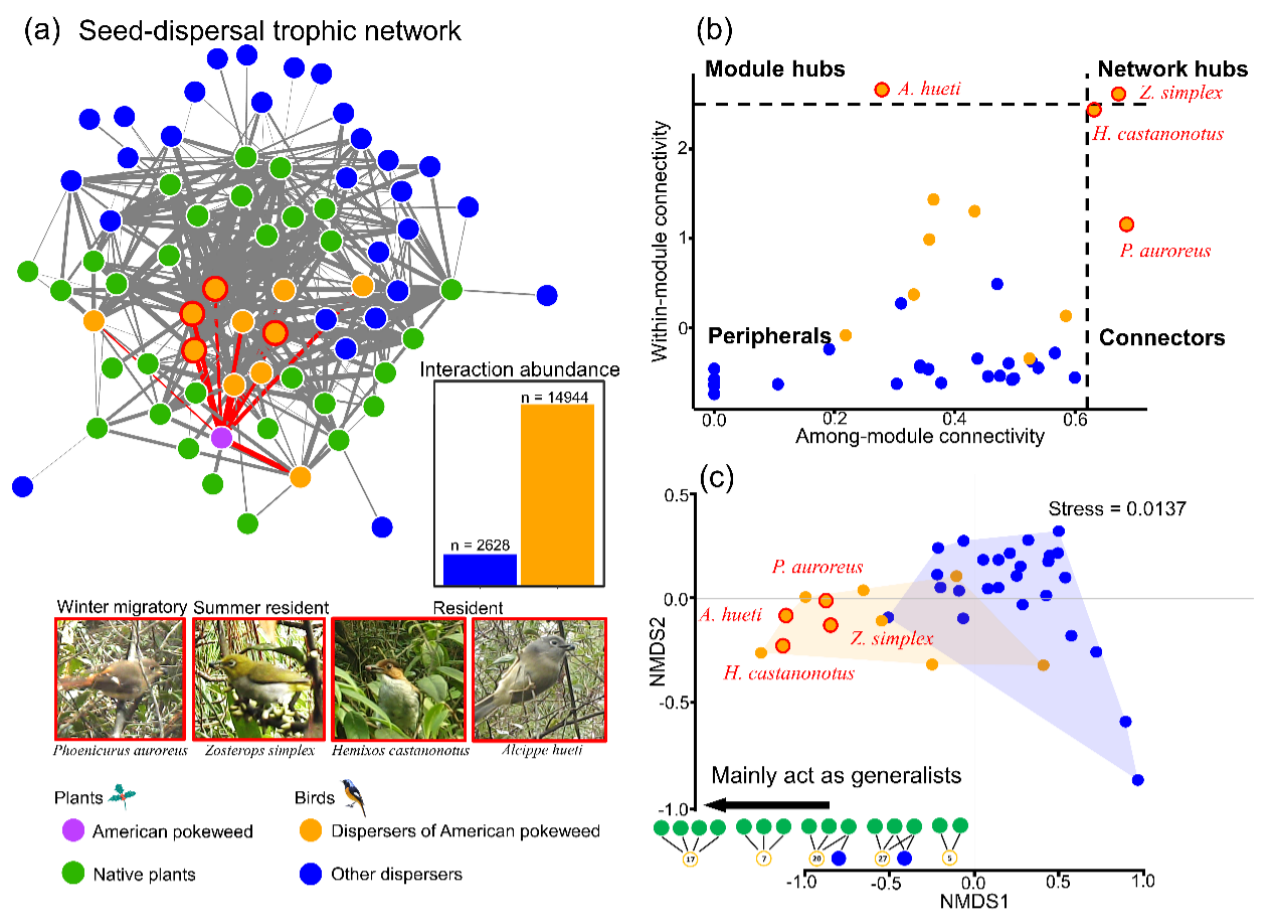 (a) Seed-dispersal trophic network
Interaction abundance
n = 14944
n = 2628
Winter migratory
Summer resident
Resident
Phoenicurus auroreus
Zosterops simplex
Hemixos castanonotus
Alcippe hueti
Plants
Birds
American pokeweed
Dispersers of American pokeweed
Native plants
Other dispersers
(b)
Module hubs
Network hubs
A. hueti
Z. simplex
H. castanonotus
P. auroreus
Peripherals
Connectors
Within-module connectivity
2
1
0
0.0
0.2
0.4
0.6
Among-module connectivity
(c)
Stress = 0.0137
P. auroreus
A. hueti
Z. simplex
H. castanonotus
NMDS2
0.5
0.0
-0.5
-1.0
Mainly act as generalists
17
7
20
27
5
-1.0
-0.5
0.0
0.5
1.0
NMDS1